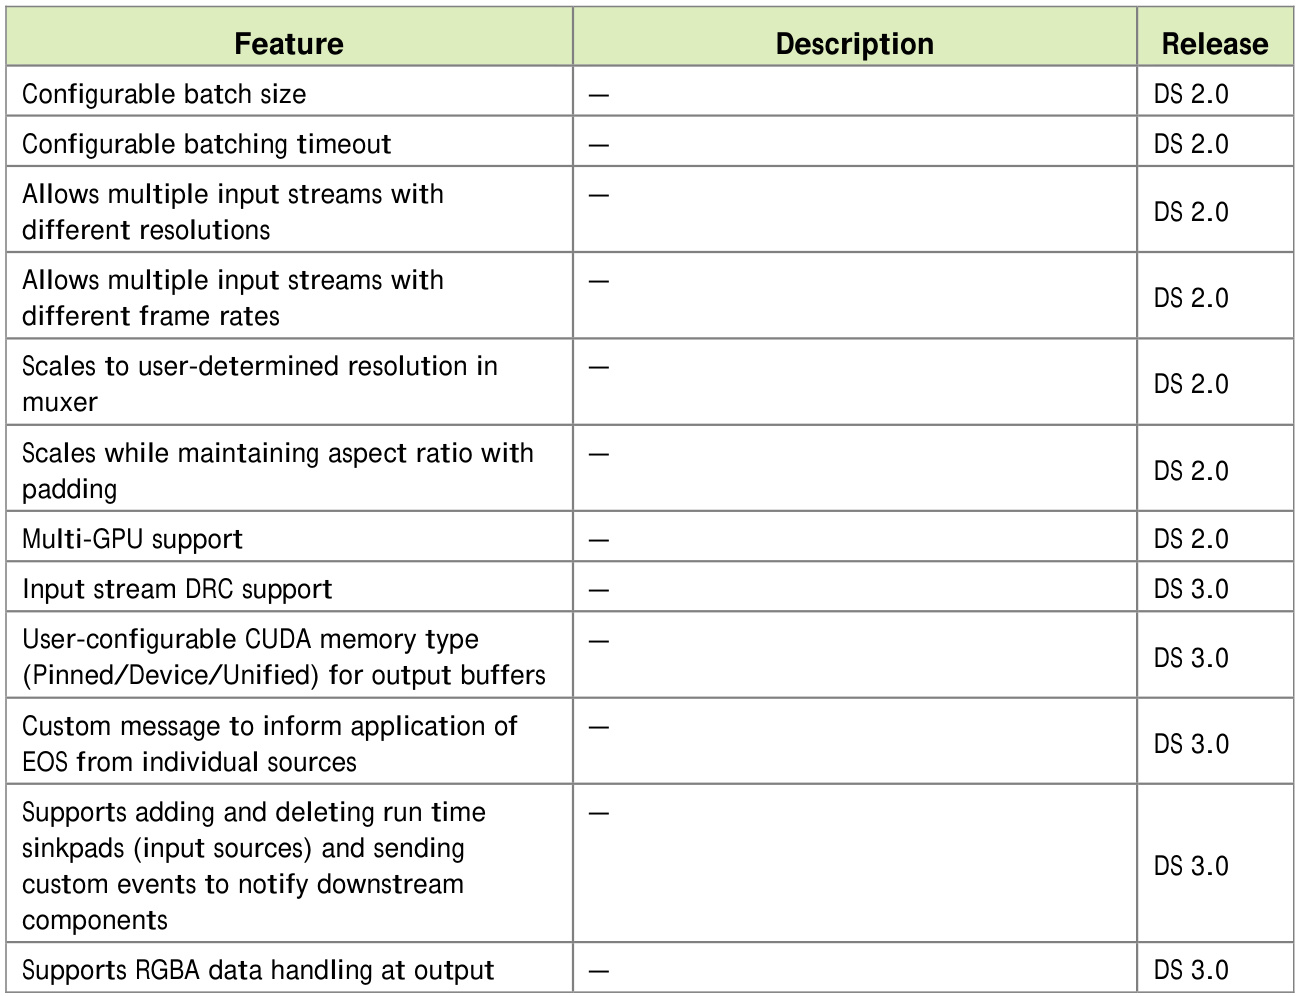 Feature Description Release
Configurable batch size — DS 2.0
Configurable batching timeout — DS 2.0
Allows multiple input streams with — DS 2.0
different resolutions
Allows multiple input streams with — DS 2.0
different frame rates
Scales to user-determined resolution in — DS 2.0
muxer
Scales while maintaining aspect ratio with — DS 2.0
padding
Multi-GPU support — DS 2.0
Input stream DRC support — DS 3.0
User-configurable CUDA memory type — DS 3.0
(Pinned/Device/Unified) for output buffers
Custom message to inform application of — DS 3.0
EOS from individual sources
Supports adding and deleting run time — DS 3.0
sinkpads (input sources) and sending
custom events to notify downstream
components
Supports RGBA data handling at output — DS 3.0